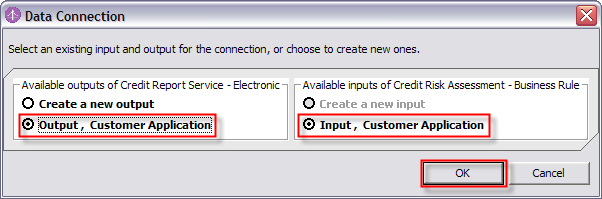 Data Connection
Select an existing input and output for the connection, or choose to create new ones.
Available outputs of Credit Report Service - Electronic
Create a new output
Output , Customer Application
Available inputs of Credit Risk Assessment - Business Rule
Create a new input
Input , Customer Application
OK
Cancel